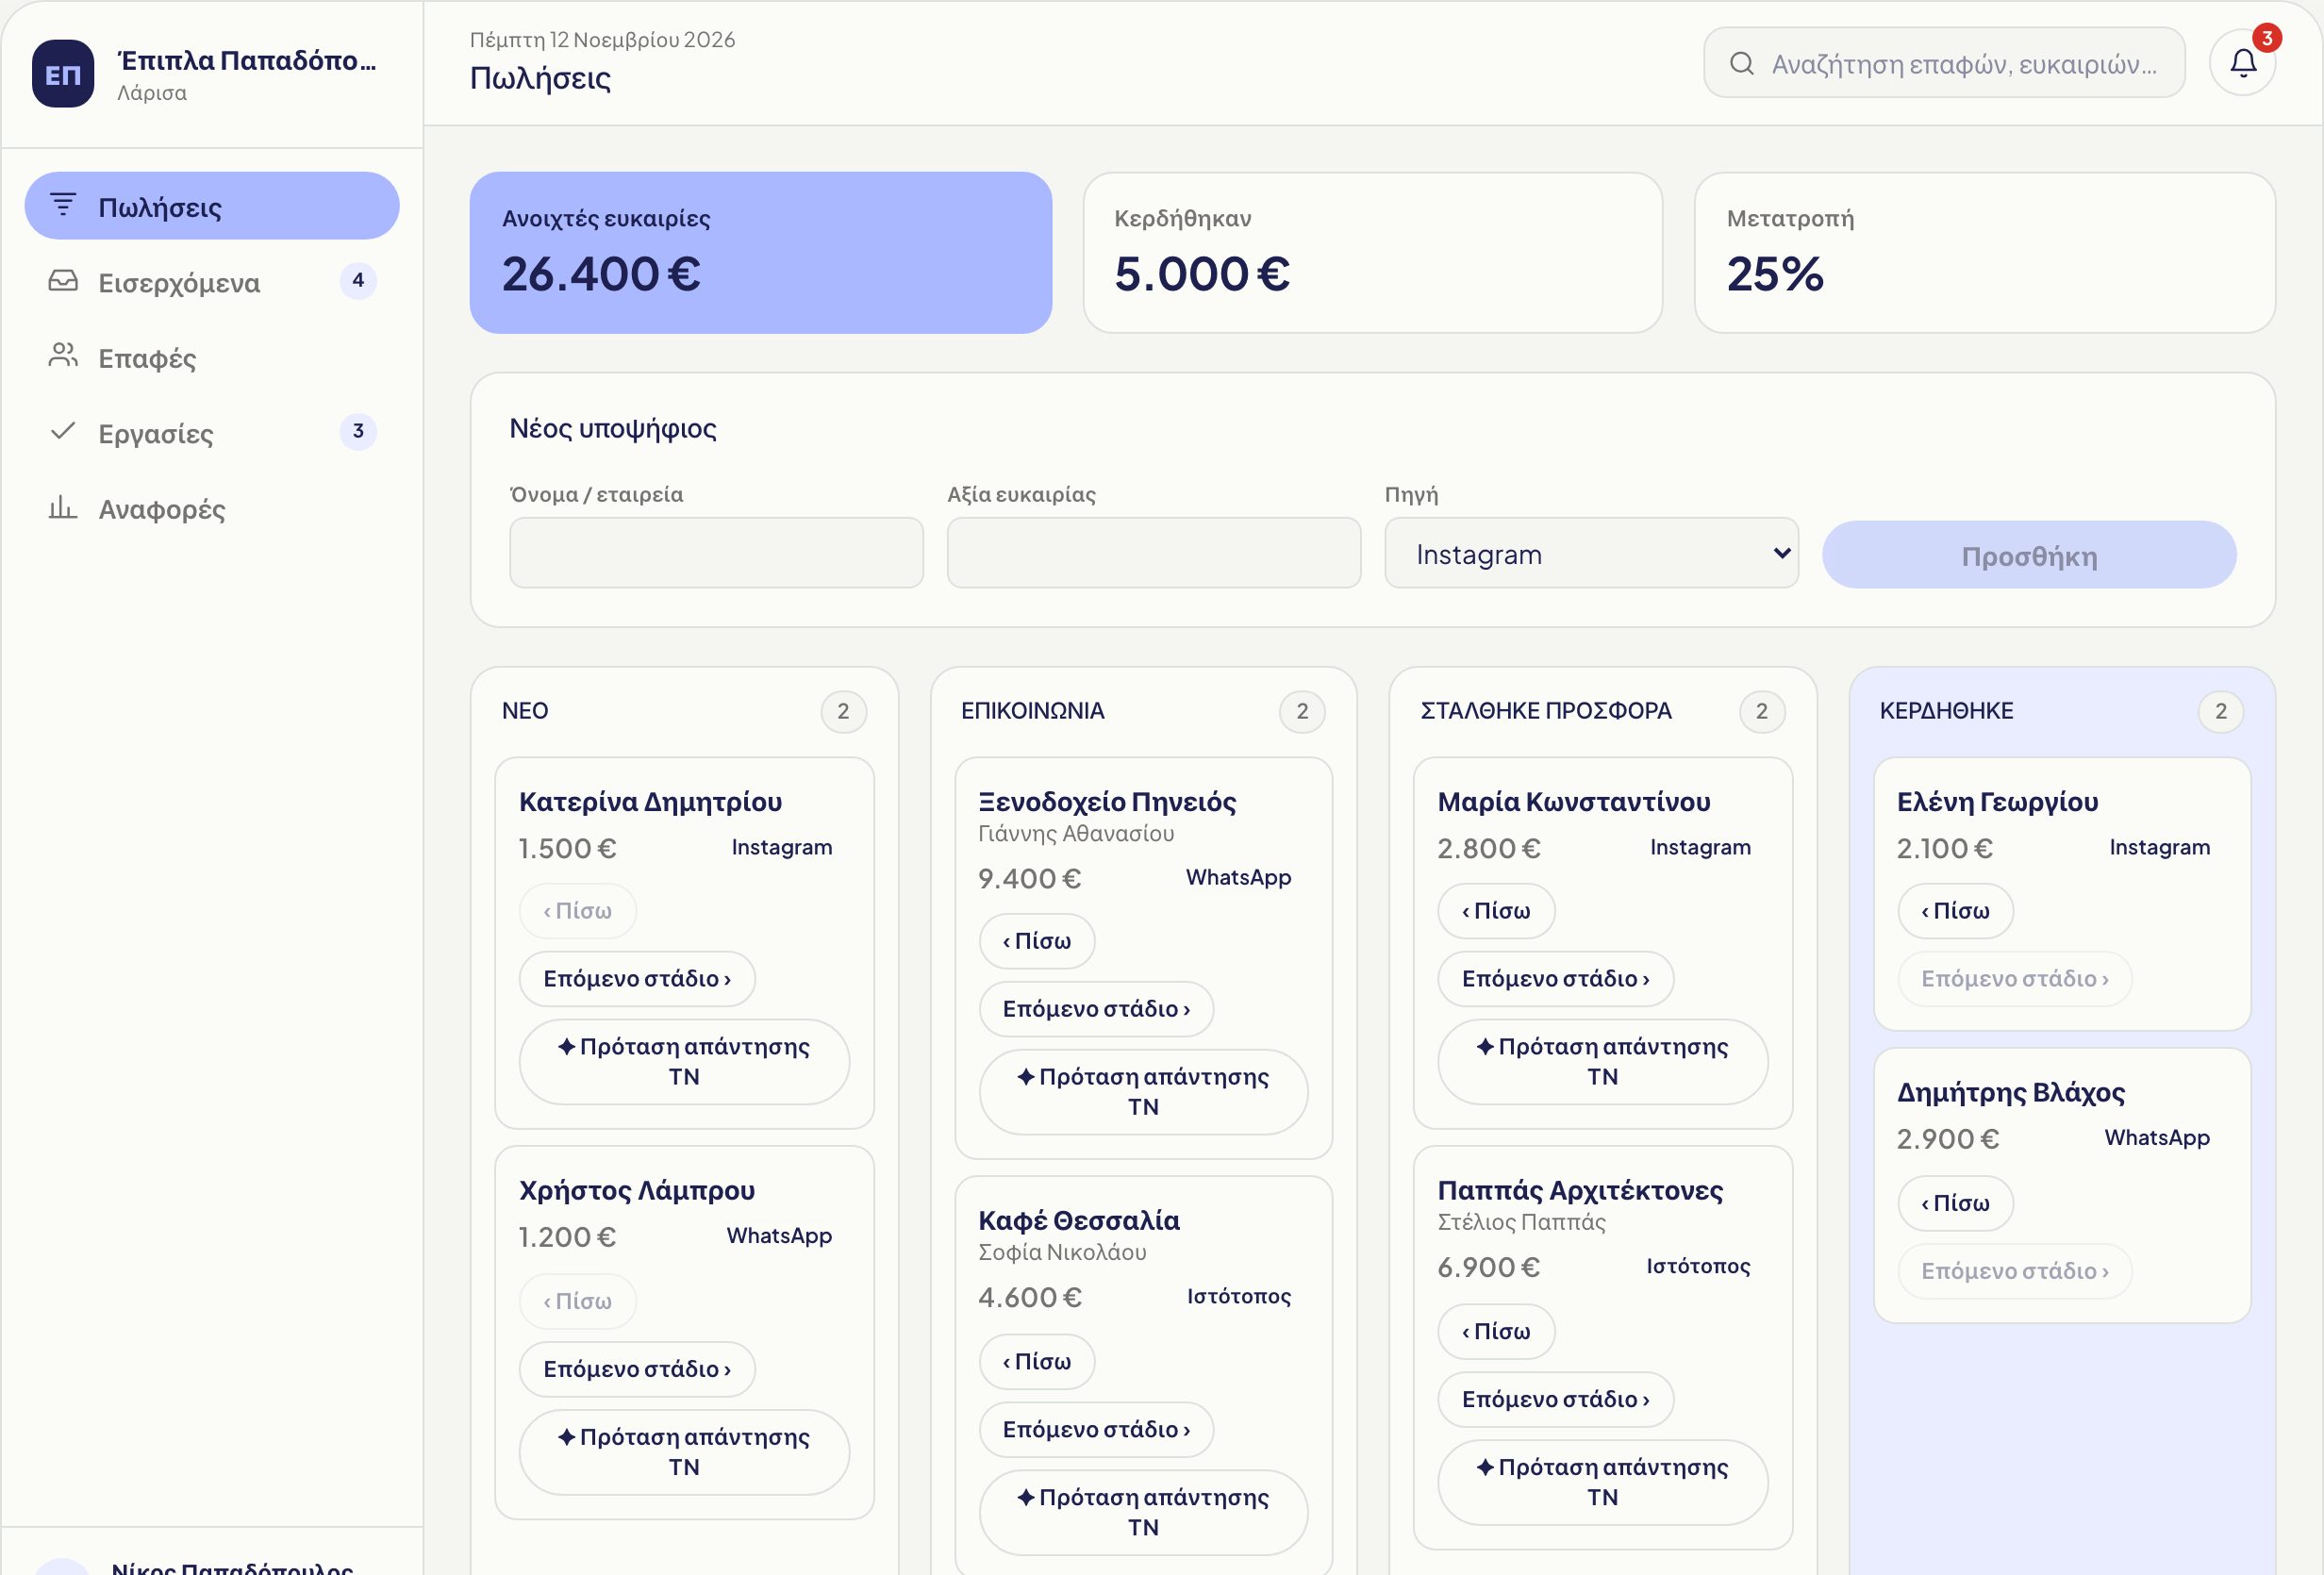 ΕΠ
Έπιπλα Παπαδόπο...
Λάρισα
Πωλήσεις
Εισερχόμενα 4
Επαφές
Εργασίες 3
Αναφορές
Νίκος Παπαδόπουλος
Πέμπτη 12 Νοεμβρίου 2026
Πωλήσεις
Αναζήτηση επαφών, ευκαιριών...
3
Ανοιχτές ευκαιρίες
26.400 €
Κερδήθηκαν
5.000 €
Μετατροπή
25%
Νέος υποψήφιος
Όνομα / εταιρεία
Αξία ευκαιρίας
Πηγή
Instagram
Προσθήκη
ΝΕΟ 2
Κατερίνα Δημητρίου
1.500 € Instagram
‹ Πίσω
Επόμενο στάδιο ›
✦ Πρόταση απάντησης
ΤΝ
Χρήστος Λάμπρου
1.200 € WhatsApp
‹ Πίσω
Επόμενο στάδιο ›
✦ Πρόταση απάντησης
ΤΝ
ΕΠΙΚΟΙΝΩΝΙΑ 2
Ξενοδοχείο Πηνειός
Γιάννης Αθανασίου
9.400 € WhatsApp
‹ Πίσω
Επόμενο στάδιο ›
✦ Πρόταση απάντησης
ΤΝ
Καφέ Θεσσαλία
Σοφία Νικολάου
4.600 € Ιστότοπος
‹ Πίσω
Επόμενο στάδιο ›
✦ Πρόταση απάντησης
ΤΝ
ΣΤΑΛΘΗΚΕ ΠΡΟΣΦΟΡΑ 2
Μαρία Κωνσταντίνου
2.800 € Instagram
‹ Πίσω
Επόμενο στάδιο ›
✦ Πρόταση απάντησης
ΤΝ
Παππάς Αρχιτέκτονες
Στέλιος Παππάς
6.900 € Ιστότοπος
‹ Πίσω
Επόμενο στάδιο ›
✦ Πρόταση απάντησης
ΤΝ
ΚΕΡΔΗΘΗΚΕ 2
Ελένη Γεωργίου
2.100 € Instagram
‹ Πίσω
Επόμενο στάδιο ›
Δημήτρης Βλάχος
2.900 € WhatsApp
‹ Πίσω
Επόμενο στάδιο ›